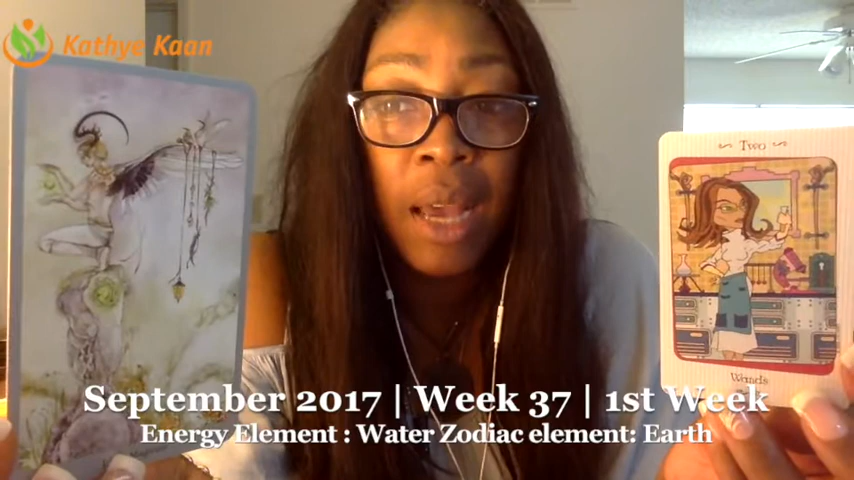 Kathye Kaan
Two
Wands
September 2017 | Week 37 | 1st Week
Energy Element : Water Zodiac element: Earth